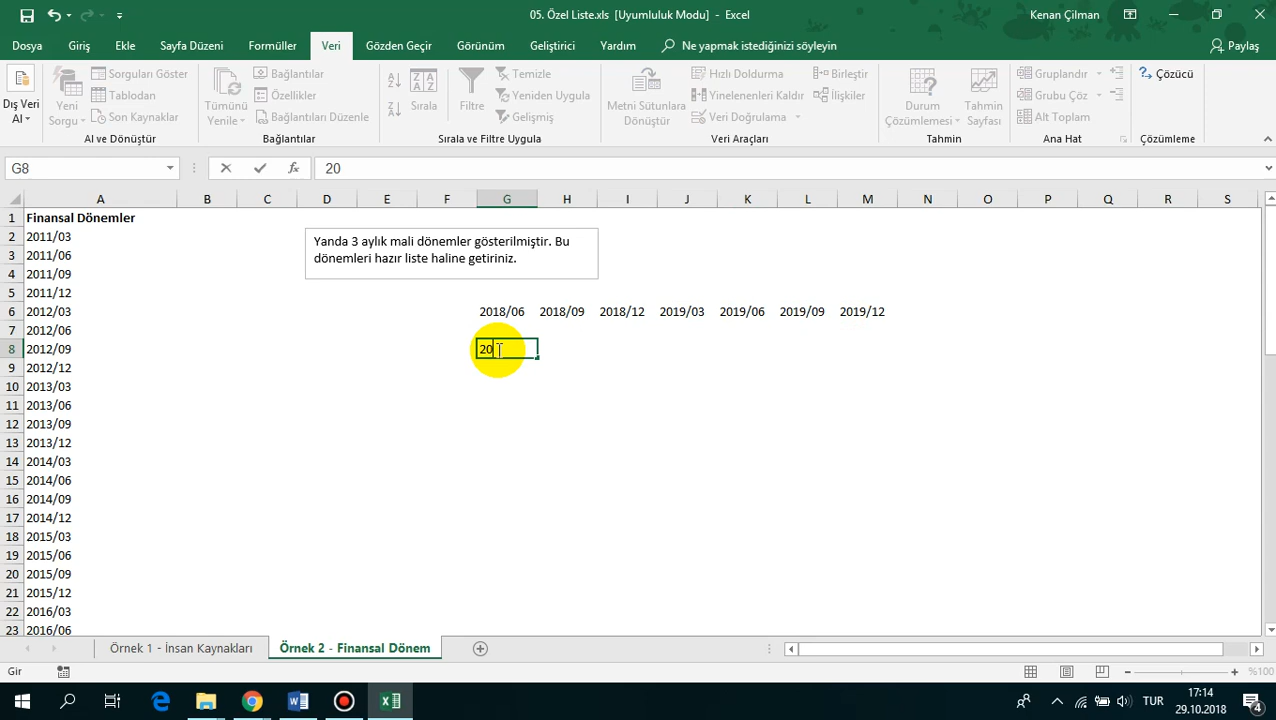 05. Özel Liste.xls [Uyumluluk Modu] - Excel
Kenan Çilman
Dosya Giriş Ekle Sayfa Düzeni Formüller Veri Gözden Geçir Görünüm Geliştirici Yardım Ne yapmak istediğinizi söyleyin Paylaş
Dış Veri Al
Yeni Sorgu
Sorguları Göster
Tablodan
Son Kaynaklar
Al ve Dönüştür
Tümünü Yenile
Bağlantılar
Özellikler
Bağlantıları Düzenle
Bağlantılar
Sırala
Filtre
Temizle
Yeniden Uygula
Gelişmiş
Sırala ve Filtre Uygula
Metni Sütunlara Dönüştür
Hızlı Doldurma
Yinelenenleri Kaldır
Veri Doğrulama
Birleştir
İlişkiler
Veri Araçları
Durum Çözümlemesi
Tahmin Sayfası
Tahmin
Gruplandır
Grubu Çöz
Alt Toplam
Ana Hat
Çözücü
Çözümleme
G8 fx 20
A B C D E F G H I J K L M N O P Q R S
1 Finansal Dönemler
2 2011/03
Yanda 3 aylık mali dönemler gösterilmiştir. Bu
dönemleri hazır liste haline getiriniz.
3 2011/06
4 2011/09
5 2011/12
6 2012/03 2018/06 2018/09 2018/12 2019/03 2019/06 2019/09 2019/12
7 2012/06
8 2012/09 20
9 2012/12
10 2013/03
11 2013/06
12 2013/09
13 2013/12
14 2014/03
15 2014/06
16 2014/09
17 2014/12
18 2015/03
19 2015/06
20 2015/09
21 2015/12
22 2016/03
23 2016/06
Örnek 1 - İnsan Kaynakları Örnek 2 - Finansal Dönem
Gir %100
TUR 17:14
29.10.2018
4